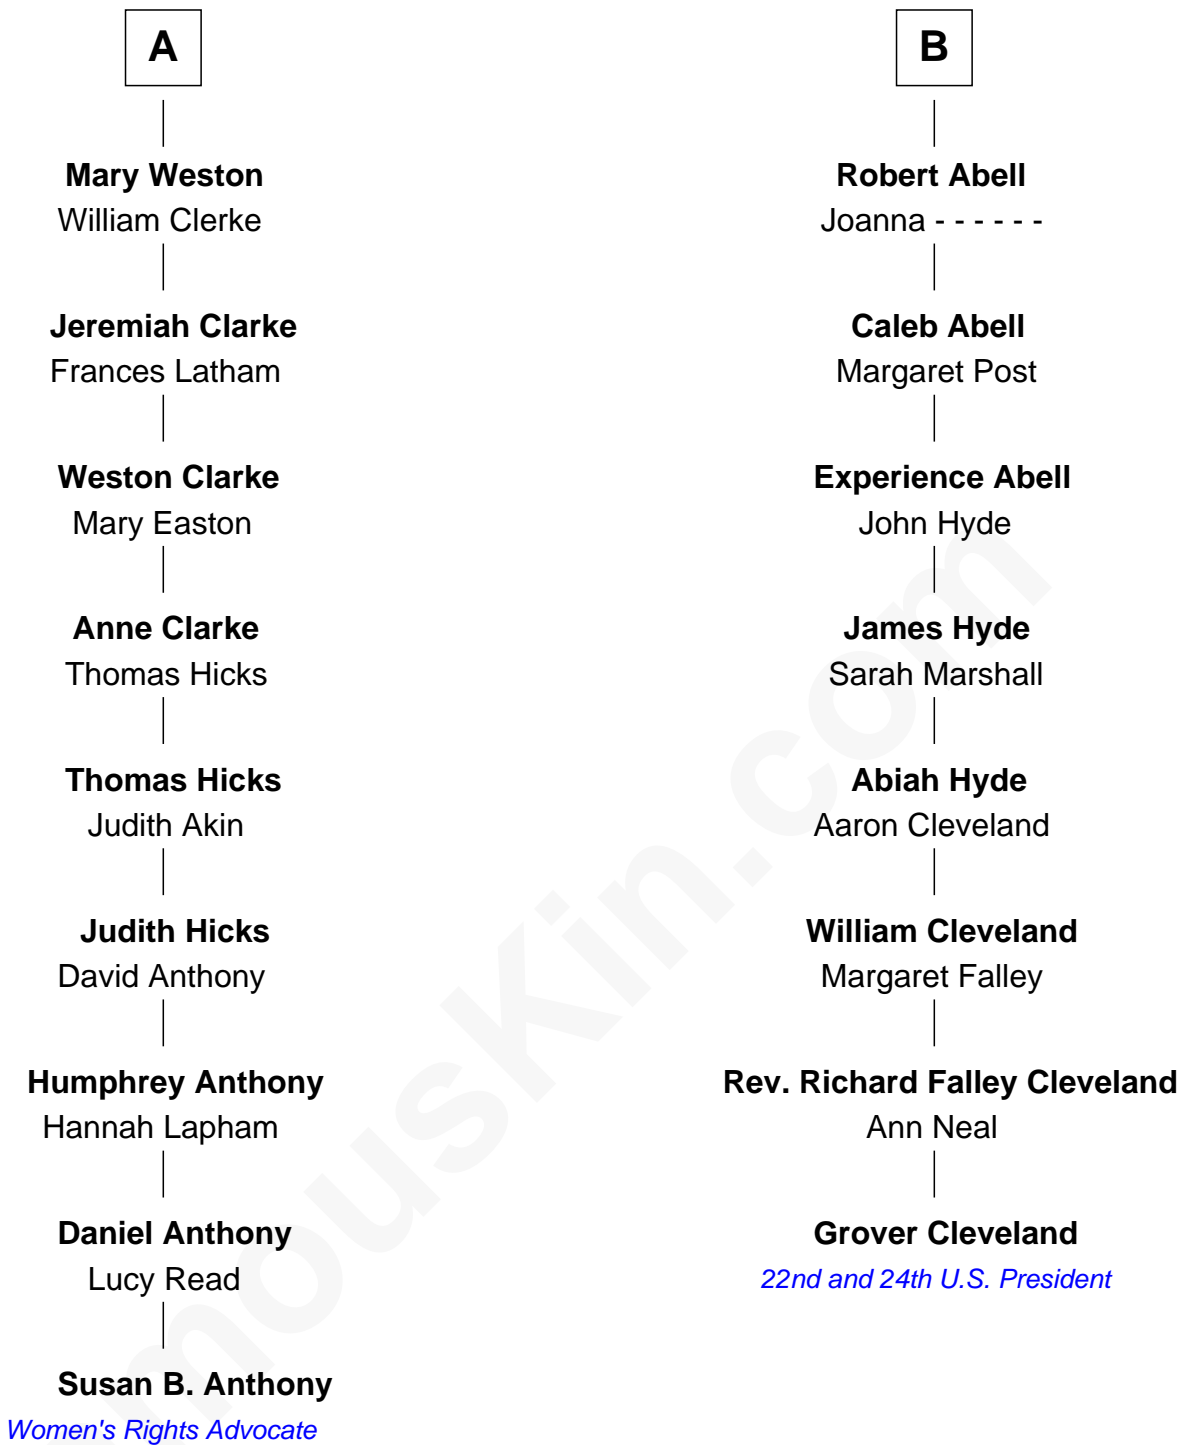 A
Mary Weston
William Clerke
Jeremiah Clarke
Frances Latham
Weston Clarke
Mary Easton
Anne Clarke
Thomas Hicks
Thomas Hicks
Judith Akin
Judith Hicks
David Anthony
Humphrey Anthony
Hannah Lapham
Daniel Anthony
Lucy Read
Susan B. Anthony
Women's Rights Advocate
B
Robert Abell
Joanna - - - - - -
Caleb Abell
Margaret Post
Experience Abell
John Hyde
James Hyde
Sarah Marshall
Abiah Hyde
Aaron Cleveland
William Cleveland
Margaret Falley
Rev. Richard Falley Cleveland
Ann Neal
Grover Cleveland
22nd and 24th U.S. President
mousKin.com